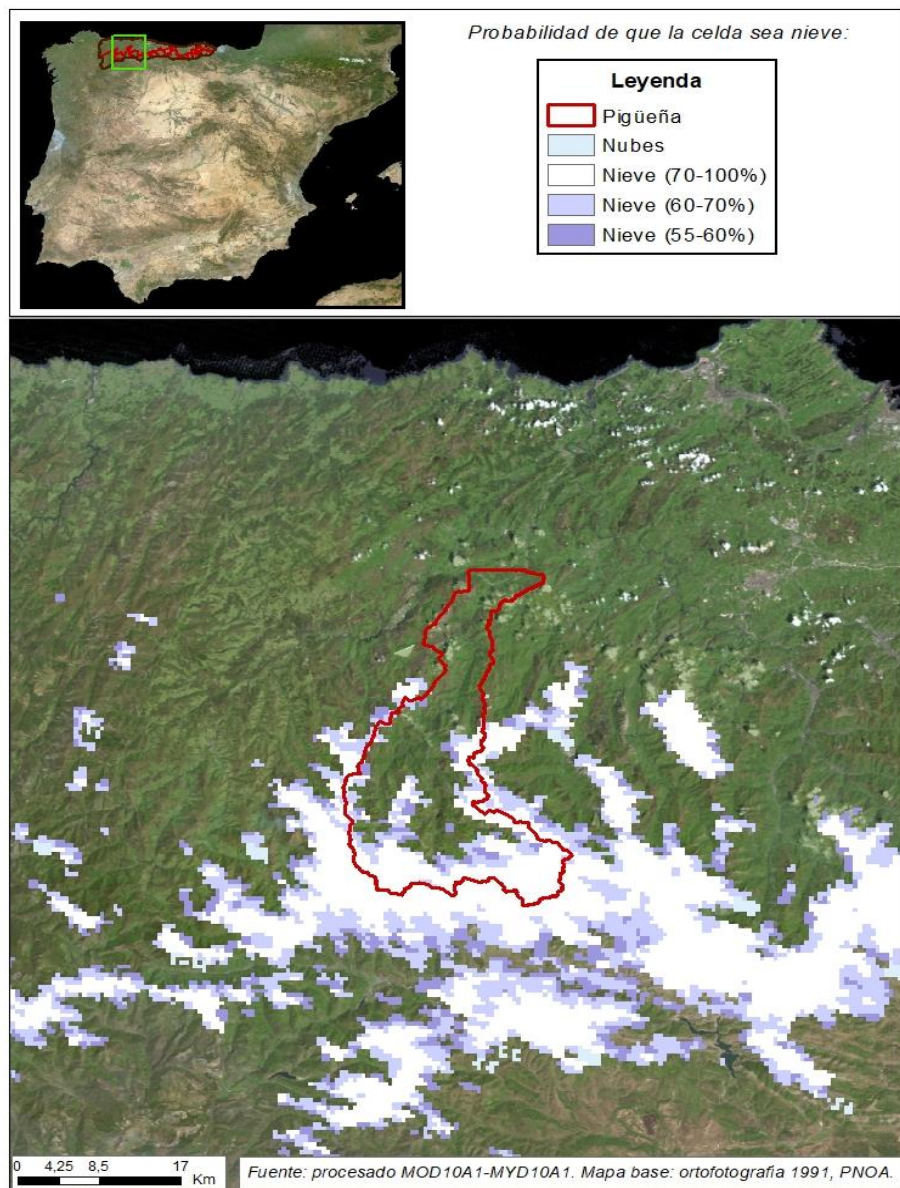 Probabilidad de que la celda sea nieve:
Leyenda
Pigüeña
Nubes
Nieve (70-100%)
Nieve (60-70%)
Nieve (55-60%)
0 4,25 8,5 17
Km
Fuente: procesado MOD10A1-MYD10A1. Mapa base: ortofotografía 1991, PNOA.